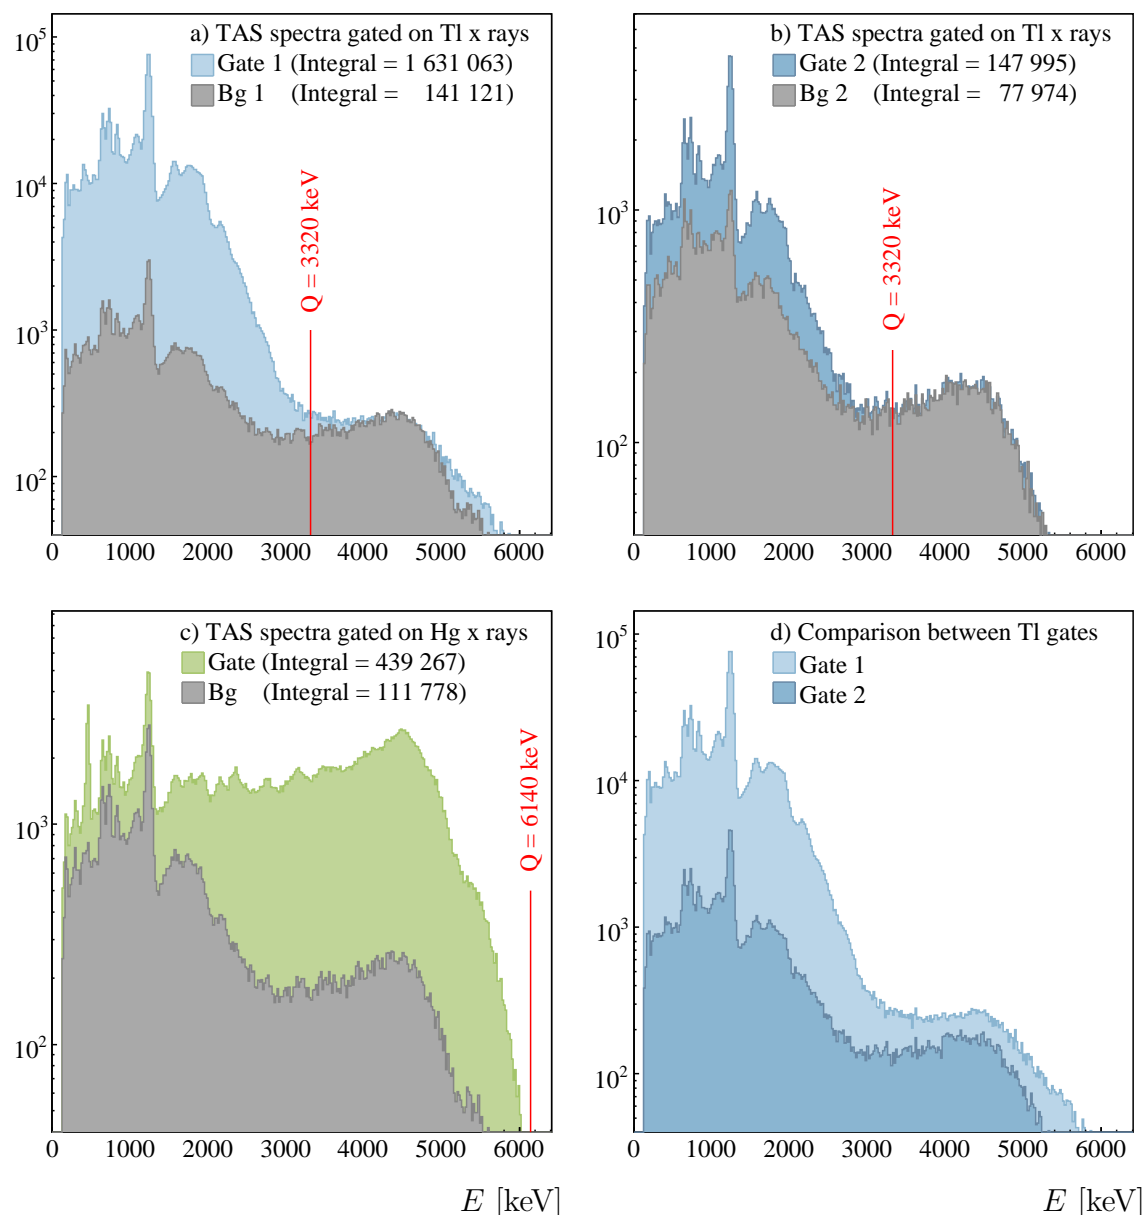 a) TAS spectra gated on Tl x rays
Gate 1 (Integral = 1 631 063)
Bg 1 (Integral = 141 121)
Q = 3320 keV
10^5
10^4
10^3
10^2
0 1000 2000 3000 4000 5000 6000
b) TAS spectra gated on Tl x rays
Gate 2 (Integral = 147 995)
Bg 2 (Integral = 77 974)
Q = 3320 keV
10^3
10^2
0 1000 2000 3000 4000 5000 6000
c) TAS spectra gated on Hg x rays
Gate (Integral = 439 267)
Bg (Integral = 111 778)
Q = 6140 keV
10^3
10^2
0 1000 2000 3000 4000 5000 6000
E [keV]
d) Comparison between Tl gates
Gate 1
Gate 2
10^5
10^4
10^3
10^2
0 1000 2000 3000 4000 5000 6000
E [keV]